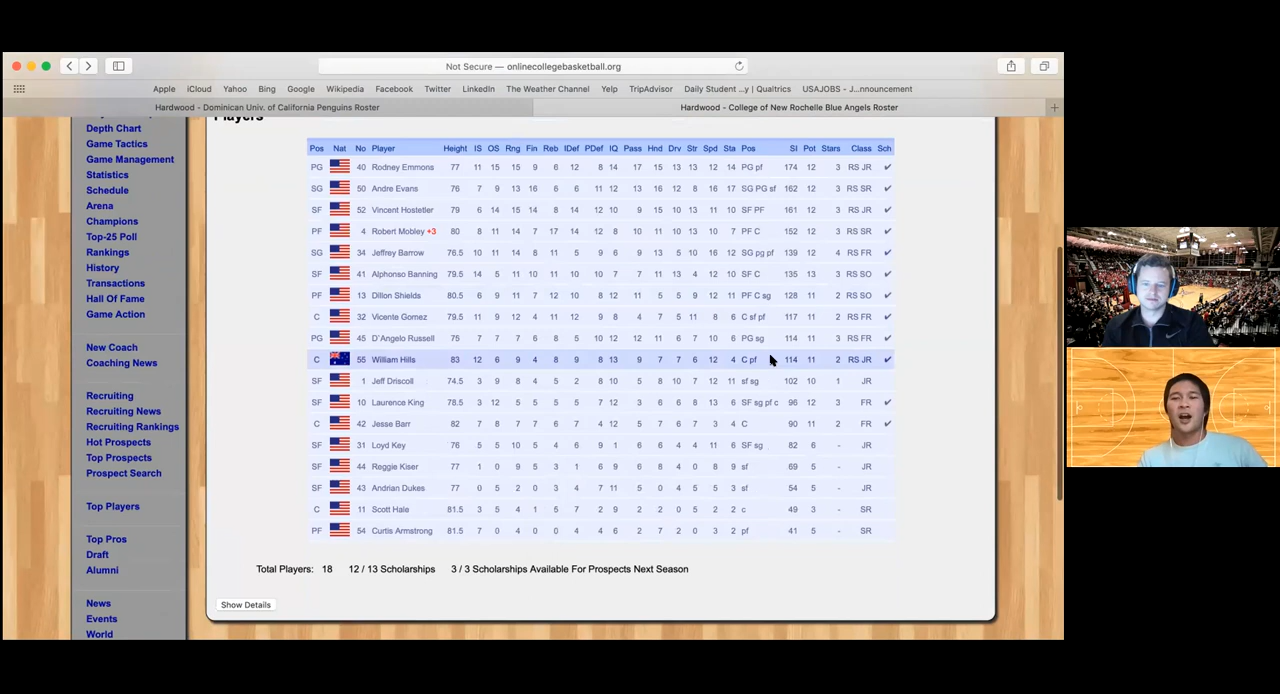 Not Secure — onlinecollegebasketball.org
Apple iCloud Yahoo Bing Google Wikipedia Facebook Twitter LinkedIn The Weather Channel Yelp TripAdvisor Daily Student ...y | Qualtrics USAJOBS - J...nnouncement
Hardwood - Dominican Univ. of California Penguins Roster Hardwood - College of New Rochelle Blue Angels Roster
Players
Depth Chart
Game Tactics
Game Management
Statistics
Schedule
Arena
Champions
Top-25 Poll
Rankings
History
Transactions
Hall Of Fame
Game Action
New Coach
Coaching News
Recruiting
Recruiting News
Recruiting Rankings
Hot Prospects
Top Prospects
Prospect Search
Top Players
Top Pros
Draft
Alumni
News
Events
World
Pos Nat No Player Height IS OS Rng Fin Reb IDef PDef IQ Pass Hnd Drv Str Spd Sta Pos SI Pot Stars Class Sch
PG 40 Rodney Emmons 77 11 15 15 9 6 12 8 14 17 15 13 13 12 14 PG pf 174 12 3 RS JR ✔
SG 50 Andre Evans 76 7 9 13 16 6 6 11 12 13 16 12 8 16 17 SG PG sf 162 12 3 RS SR ✔
SF 52 Vincent Hostetler 79 6 14 15 14 8 14 12 10 9 15 10 13 11 10 SF PF 161 12 3 RS JR ✔
PF 4 Robert Mobley +3 80 8 11 14 7 17 14 12 8 10 11 10 13 10 7 PF C 152 12 3 RS SR ✔
SG 34 Jeffrey Barrow 76.5 10 11 14 8 11 5 9 6 9 13 5 10 16 12 SG pg pf 139 12 4 RS FR ✔
SF 41 Alphonso Banning 79.5 14 5 11 10 11 10 10 7 7 11 13 4 12 10 SF C 135 13 3 RS SO ✔
PF 13 Dillon Shields 80.5 6 9 11 7 12 10 8 12 11 5 5 9 12 11 PF C sg 128 11 2 RS SO ✔
C 32 Vicente Gomez 79.5 11 9 12 4 11 12 9 8 4 7 5 11 8 6 C sf pf 117 11 2 RS FR ✔
PG 45 D'Angelo Russell 75 10 6 7 8 5 10 12 12 11 6 7 11 7 PG sg 114 11 3 RS FR ✔
C 55 William Hills 83 12 6 9 4 8 9 8 13 9 7 7 6 12 4 C pf 114 11 2 RS JR ✔
SF 1 Jeff Driscoll 74.5 3 9 8 4 5 2 8 10 5 8 10 7 12 11 sf sg 102 10 1 JR
SF 10 Laurence King 78.5 3 12 5 5 5 5 7 12 3 6 6 8 13 6 SF sg pf c 96 12 3 FR ✔
C 42 Jesse Barr 82 7 8 7 7 6 7 4 12 5 7 6 7 3 4 C 90 11 2 FR ✔
SF 31 Loyd Key 76 5 5 10 5 4 6 9 1 6 6 4 4 11 6 SF sg 82 6 - JR
SF 44 Reggie Kiser 77 1 0 9 5 3 1 6 9 6 8 4 0 8 9 sf 69 5 - JR
SF 43 Andrian Dukes 77 0 5 2 0 3 4 7 11 5 0 4 5 5 3 sf 54 5 - JR
C 11 Scott Hale 81.5 3 5 4 1 5 7 2 9 2 2 0 5 2 2 c 49 3 - SR
PF 54 Curtis Armstrong 81.5 7 0 4 0 0 4 4 6 2 7 2 0 3 2 pf 41 5 - SR
Total Players: 18 12 / 13 Scholarships 3 / 3 Scholarships Available For Prospects Next Season
Show Details